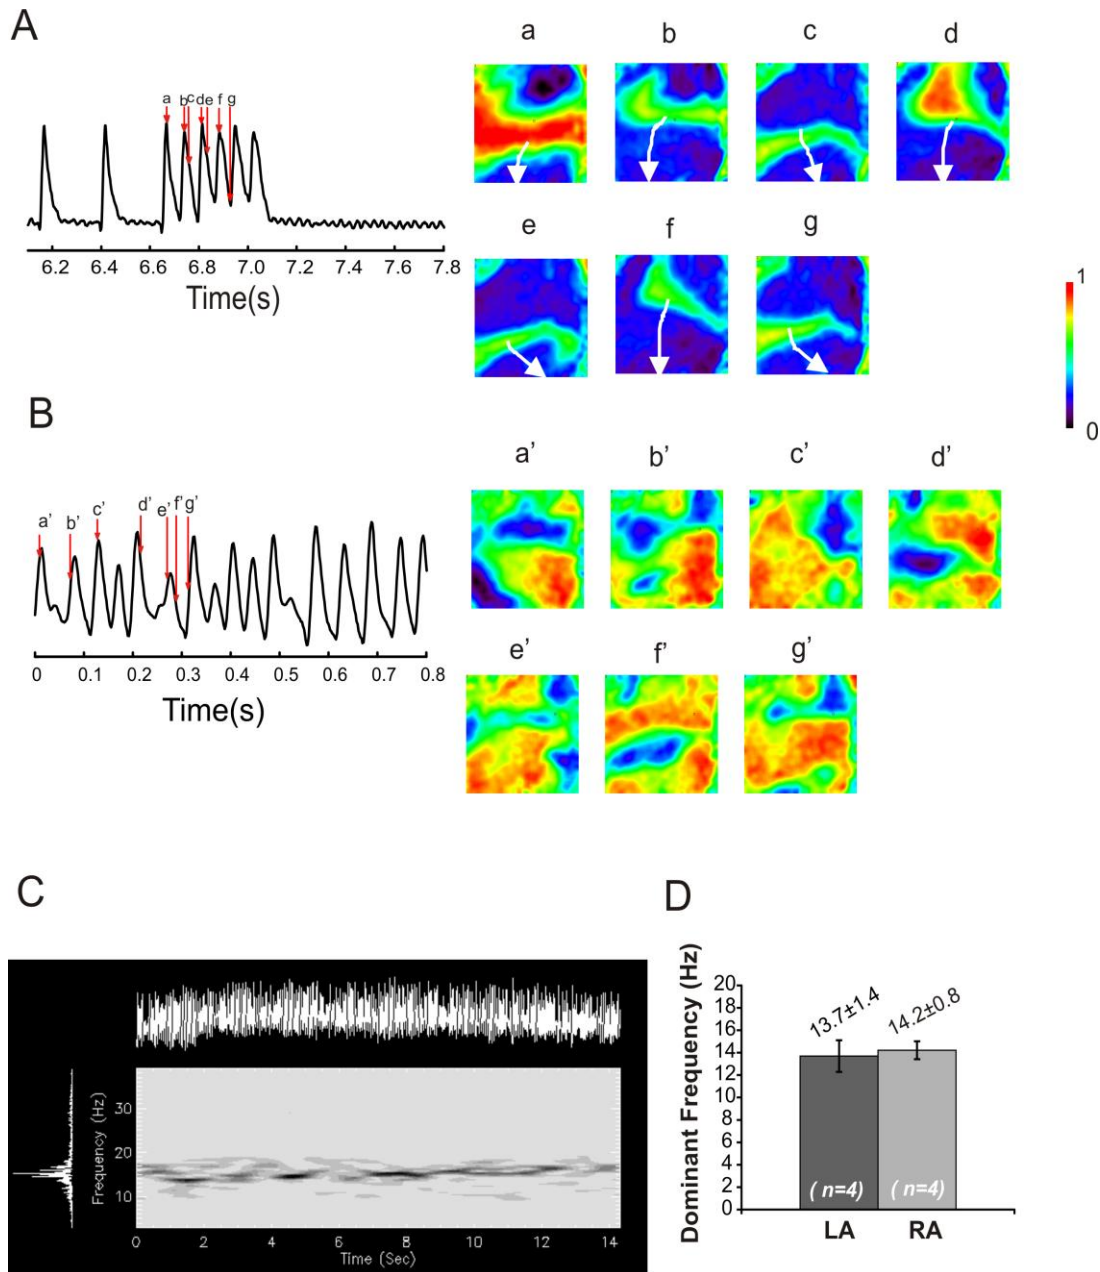 A
a b c d e f g
6.2 6.4 6.6 6.8 7.0 7.2 7.4 7.6 7.8
Time(s)
a b c d
e f g
1
0
B
a’ b’ c’ d’ e’ f’ g’
0 0.1 0.2 0.3 0.4 0.5 0.6 0.7 0.8
Time(s)
a’ b’ c’ d’
e’ f’ g’
C
Frequency (Hz)
30
20
10
0 2 4 6 8 10 12 14
Time (Sec)
D
Dominant Frequency (Hz)
20
18
16
14
12
10
8
6
4
2
0
13.7±1.4
14.2±0.8
( n=4) (n=4)
LA RA